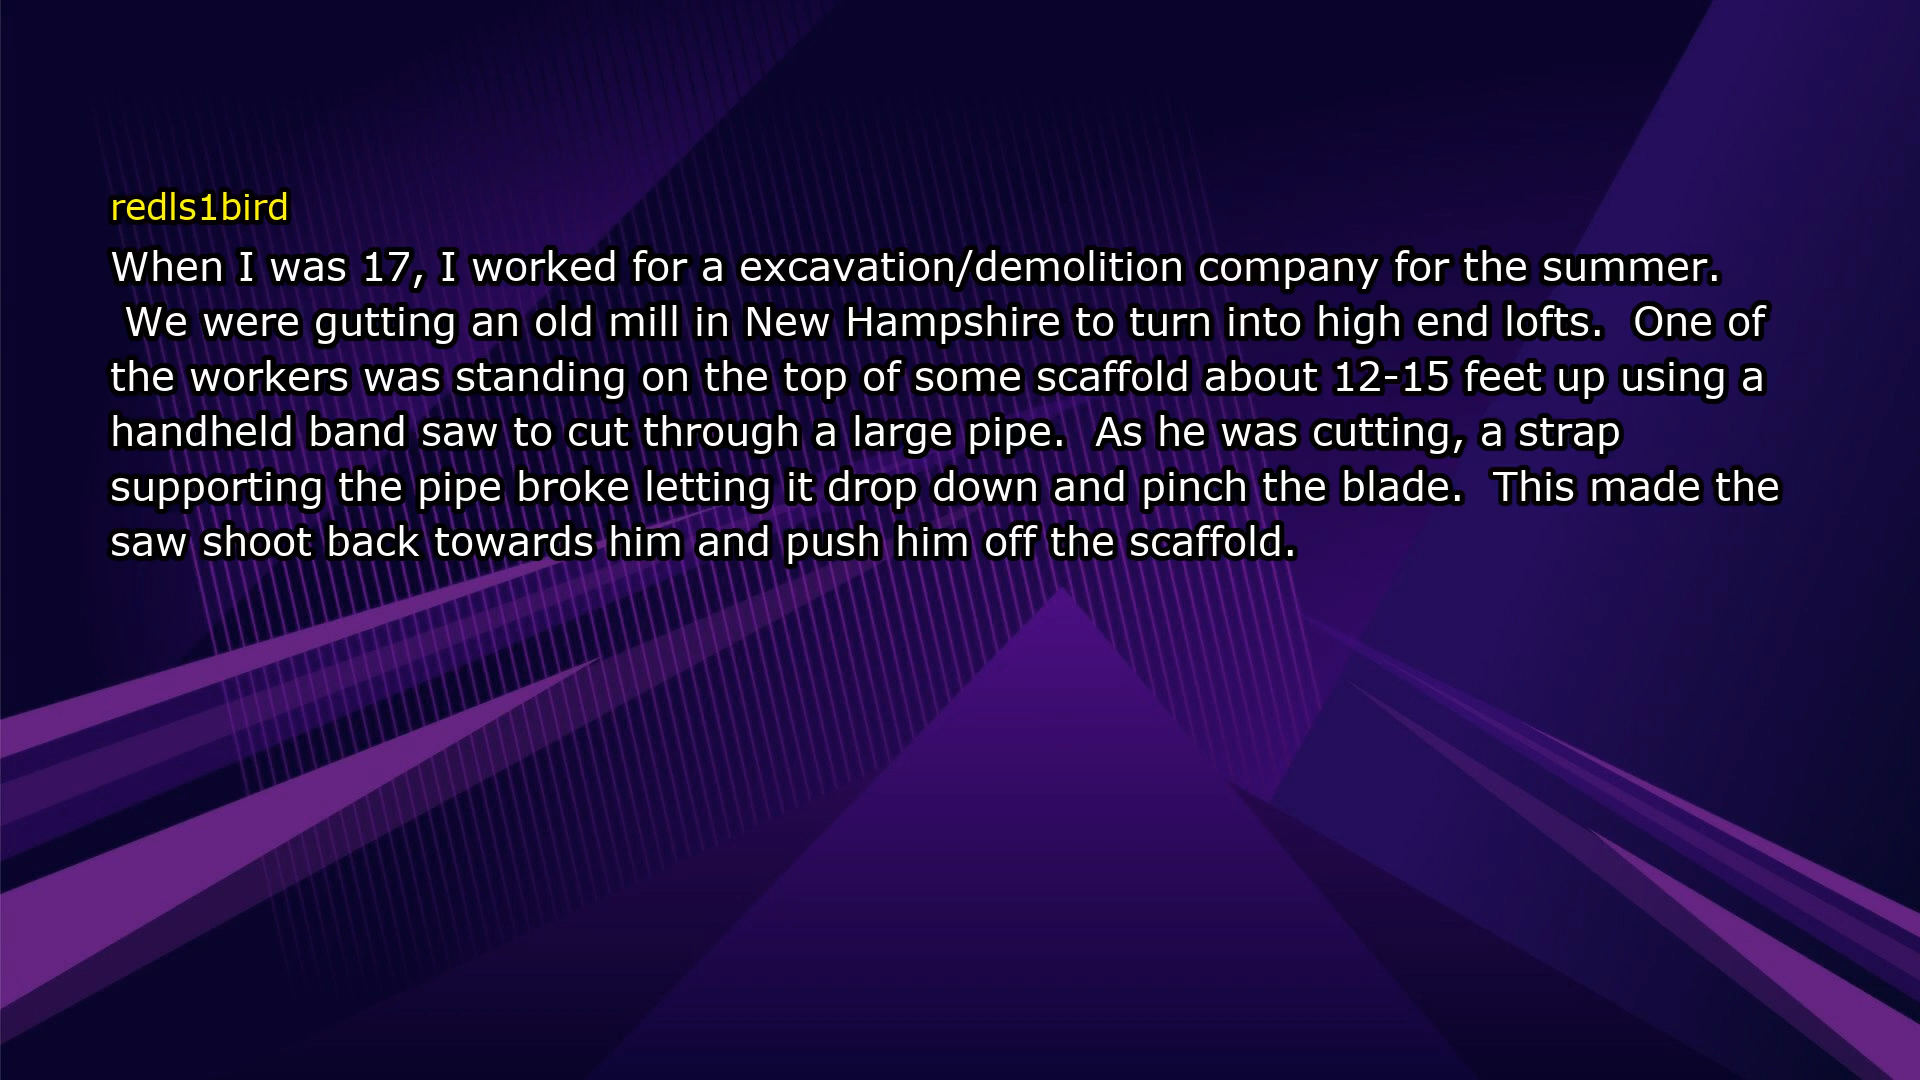 redls1bird
When I was 17, I worked for a excavation/demolition company for the summer.
We were gutting an old mill in New Hampshire to turn into high end lofts.  One of
the workers was standing on the top of some scaffold about 12-15 feet up using a
handheld band saw to cut through a large pipe.  As he was cutting, a strap
supporting the pipe broke letting it drop down and pinch the blade.  This made the
saw shoot back towards him and push him off the scaffold.